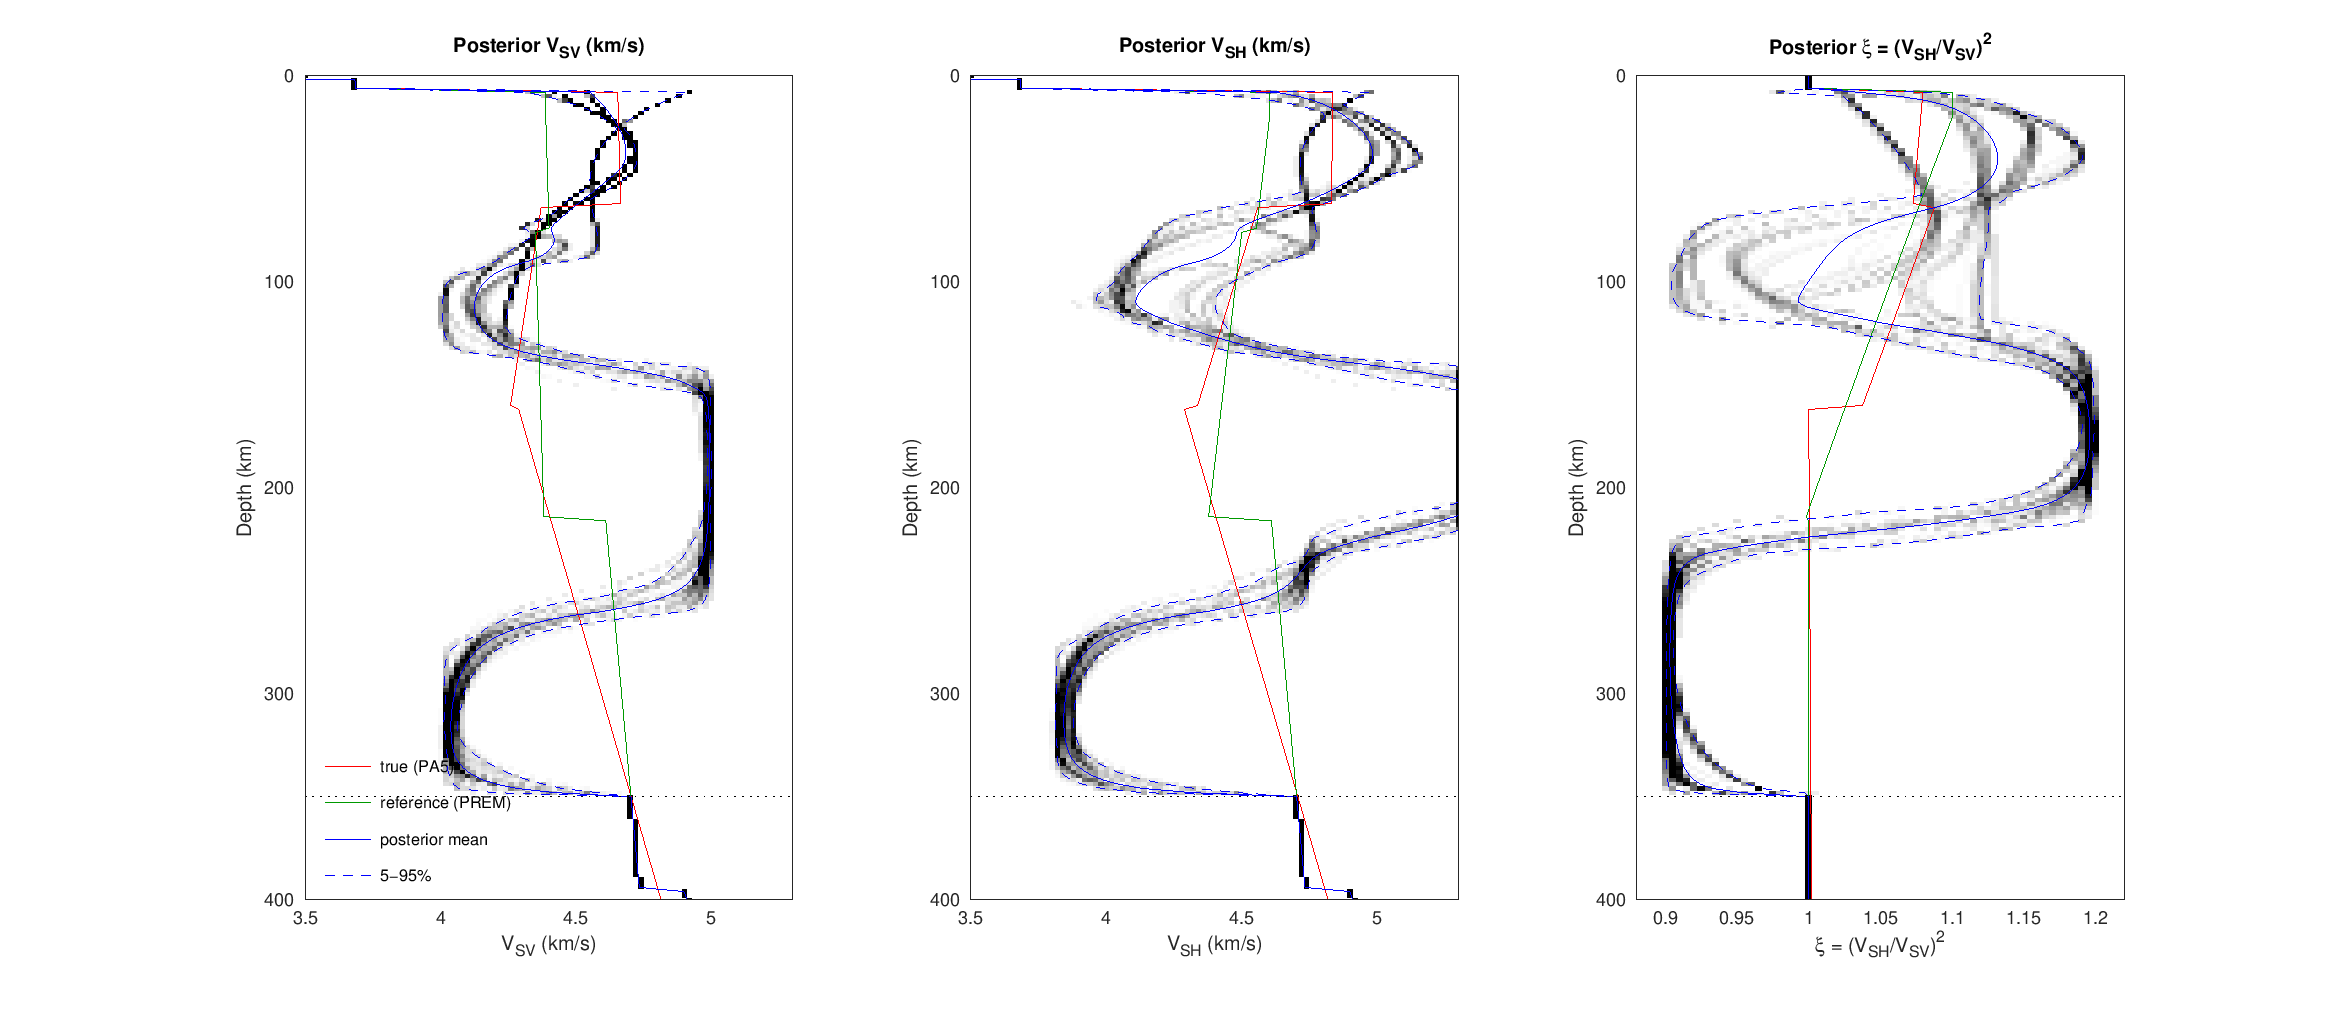 Posterior V_SV (km/s)
0
100
200
300
400
3.5 4 4.5 5
Depth (km)
V_SV (km/s)
true (PA5)
reference (PREM)
posterior mean
5−95%
Posterior V_SH (km/s)
0
100
200
300
400
3.5 4 4.5 5
Depth (km)
V_SH (km/s)
Posterior ξ = (V_SH/V_SV)^2
0
100
200
300
400
0.9 0.95 1 1.05 1.1 1.15 1.2
Depth (km)
ξ = (V_SH/V_SV)^2